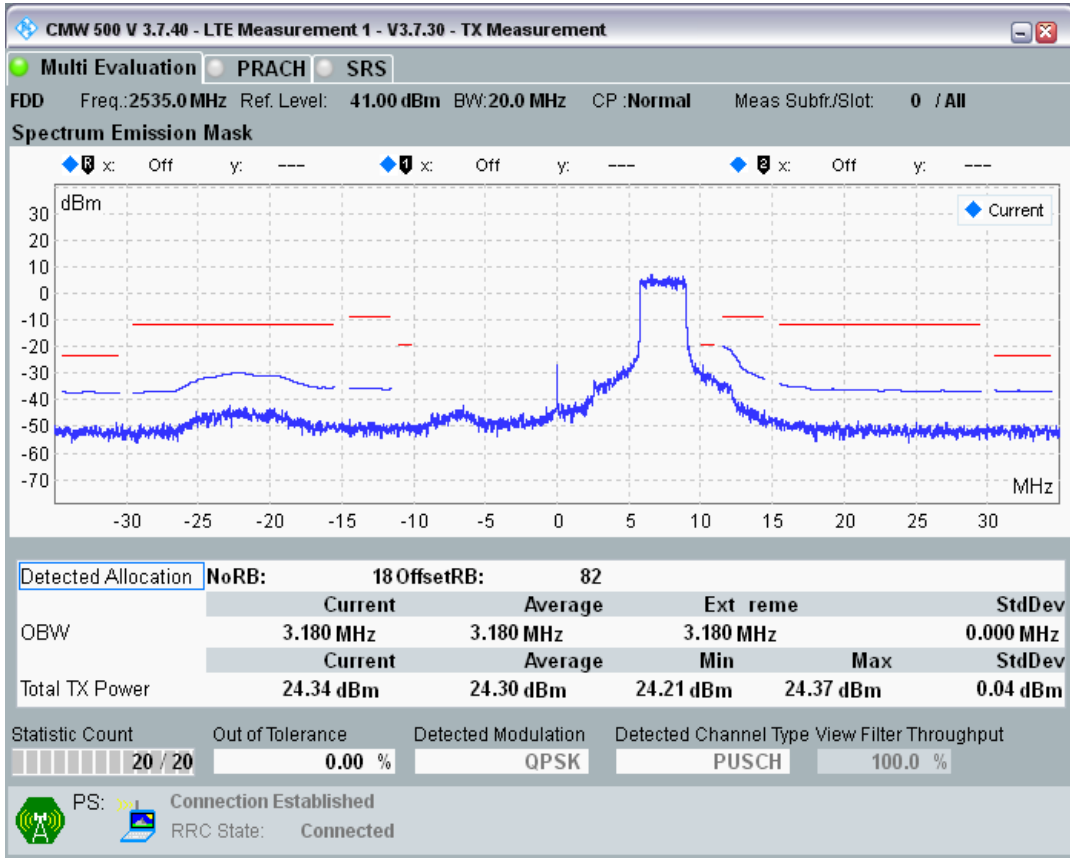 CMW 500 V 3.7.40 - LTE Measurement 1 - V3.7.30 - TX Measurement
Multi Evaluation PRACH SRS
FDD Freq.:2535.0 MHz Ref. Level: 41.00 dBm BW:20.0 MHz CP :Normal Meas Subfr./Slot: 0 / All
Spectrum Emission Mask
R x: Off y: --- 1 x: Off y: --- 2 x: Off y: ---
dBm
Current
30
20
10
0
-10
-20
-30
-40
-50
-60
-70
MHz
-30 -25 -20 -15 -10 -5 0 5 10 15 20 25 30
Detected Allocation NoRB: 18 OffsetRB: 82
Current Average Ext reme StdDev
OBW 3.180 MHz 3.180 MHz 3.180 MHz 0.000 MHz
Current Average Min Max StdDev
Total TX Power 24.34 dBm 24.30 dBm 24.21 dBm 24.37 dBm 0.04 dBm
Statistic Count Out of Tolerance Detected Modulation Detected Channel Type View Filter Throughput
20 / 20 0.00 % QPSK PUSCH 100.0 %
PS: Connection Established
RRC State: Connected